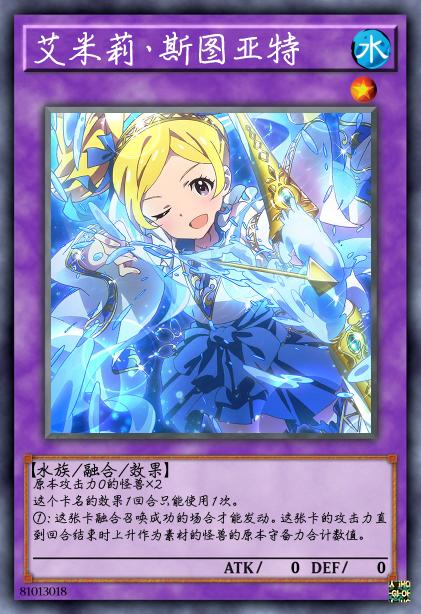 艾米莉·斯图亚特
水
【水族/融合/效果】
原本攻击力0的怪兽×2
这个卡名的效果1回合只能使用1次。
①:这张卡融合召唤成功的场合才能发动。这张卡的攻击力直
到回合结束时上升作为素材的怪兽的原本守备力合计数值。
ATK/ 0 DEF/ 0
81013018